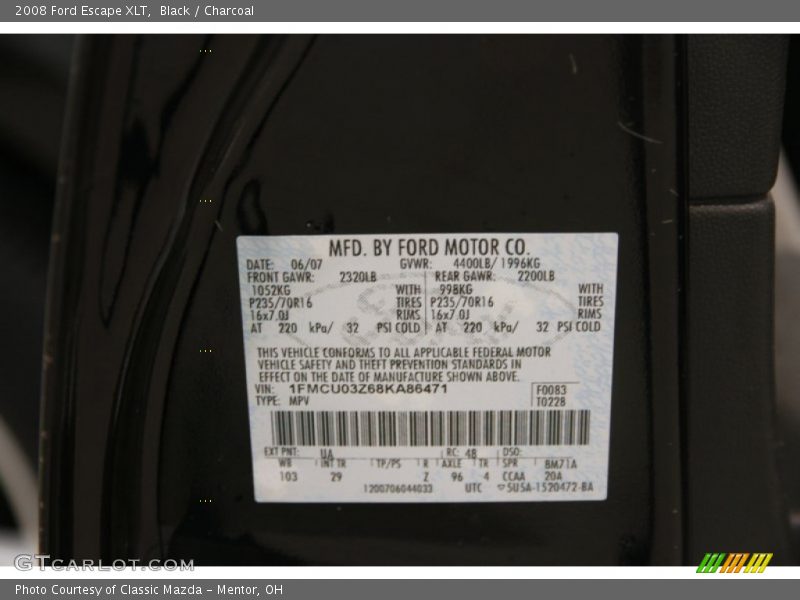 2008 Ford Escape XLT, Black / Charcoal
MFD. BY FORD MOTOR CO.
DATE: 06/07 GVWR: 4400LB/ 1996KG
FRONT GAWR: 2320LB REAR GAWR: 2200LB
1052KG WITH 998KG WITH
P235/70R16 TIRES P235/70R16 TIRES
16x7.0J RIMS 16x7.0J RIMS
AT 220 kPa/ 32 PSI COLD AT 220 kPa/ 32 PSI COLD
THIS VEHICLE CONFORMS TO ALL APPLICABLE FEDERAL MOTOR
VEHICLE SAFETY AND THEFT PREVENTION STANDARDS IN
EFFECT ON THE DATE OF MANUFACTURE SHOWN ABOVE.
VIN: 1FMCU03Z68KA86471 F0083
TYPE: MPV T0228
EXT PNT: UA RC: 48 DSO:
WB INT TR TP/PS R AXLE TR SPR BM71A
103 29 Z 96 4 CCAA 20A
1200706044033 UTC SU5A-1520472-BA
GTCARLOT.COM
Photo Courtesy of Classic Mazda - Mentor, OH